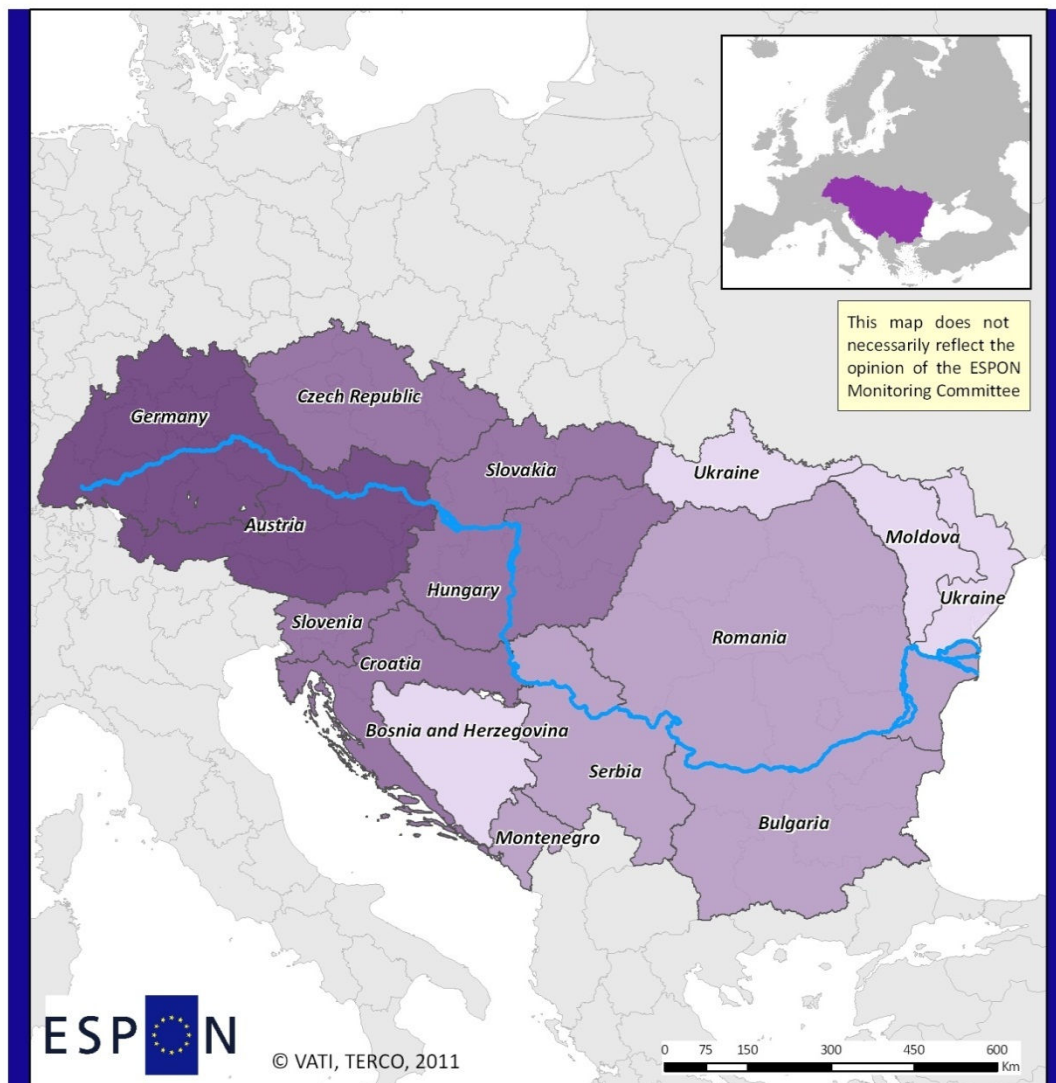 This map does not
necessarily reflect the
opinion of the ESPON
Monitoring Committee
Germany
Czech Republic
Slovakia
Ukraine
Austria
Moldova
Hungary
Ukraine
Slovenia
Romania
Croatia
Bosnia and Herzegovina
Serbia
Bulgaria
Montenegro
ESPON
© VATI, TERCO, 2011
0 75 150 300 450 600
Km